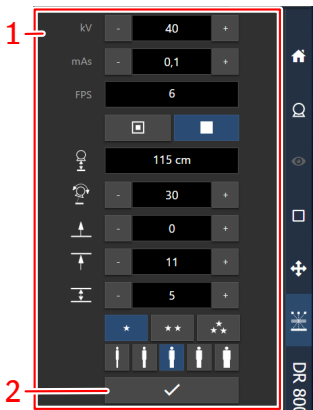 1
kV - 40 +
mAs - 0,1 +
FPS 6
115 cm
- 30 +
- 0 +
- 11 +
- 5 +
2
DR 800